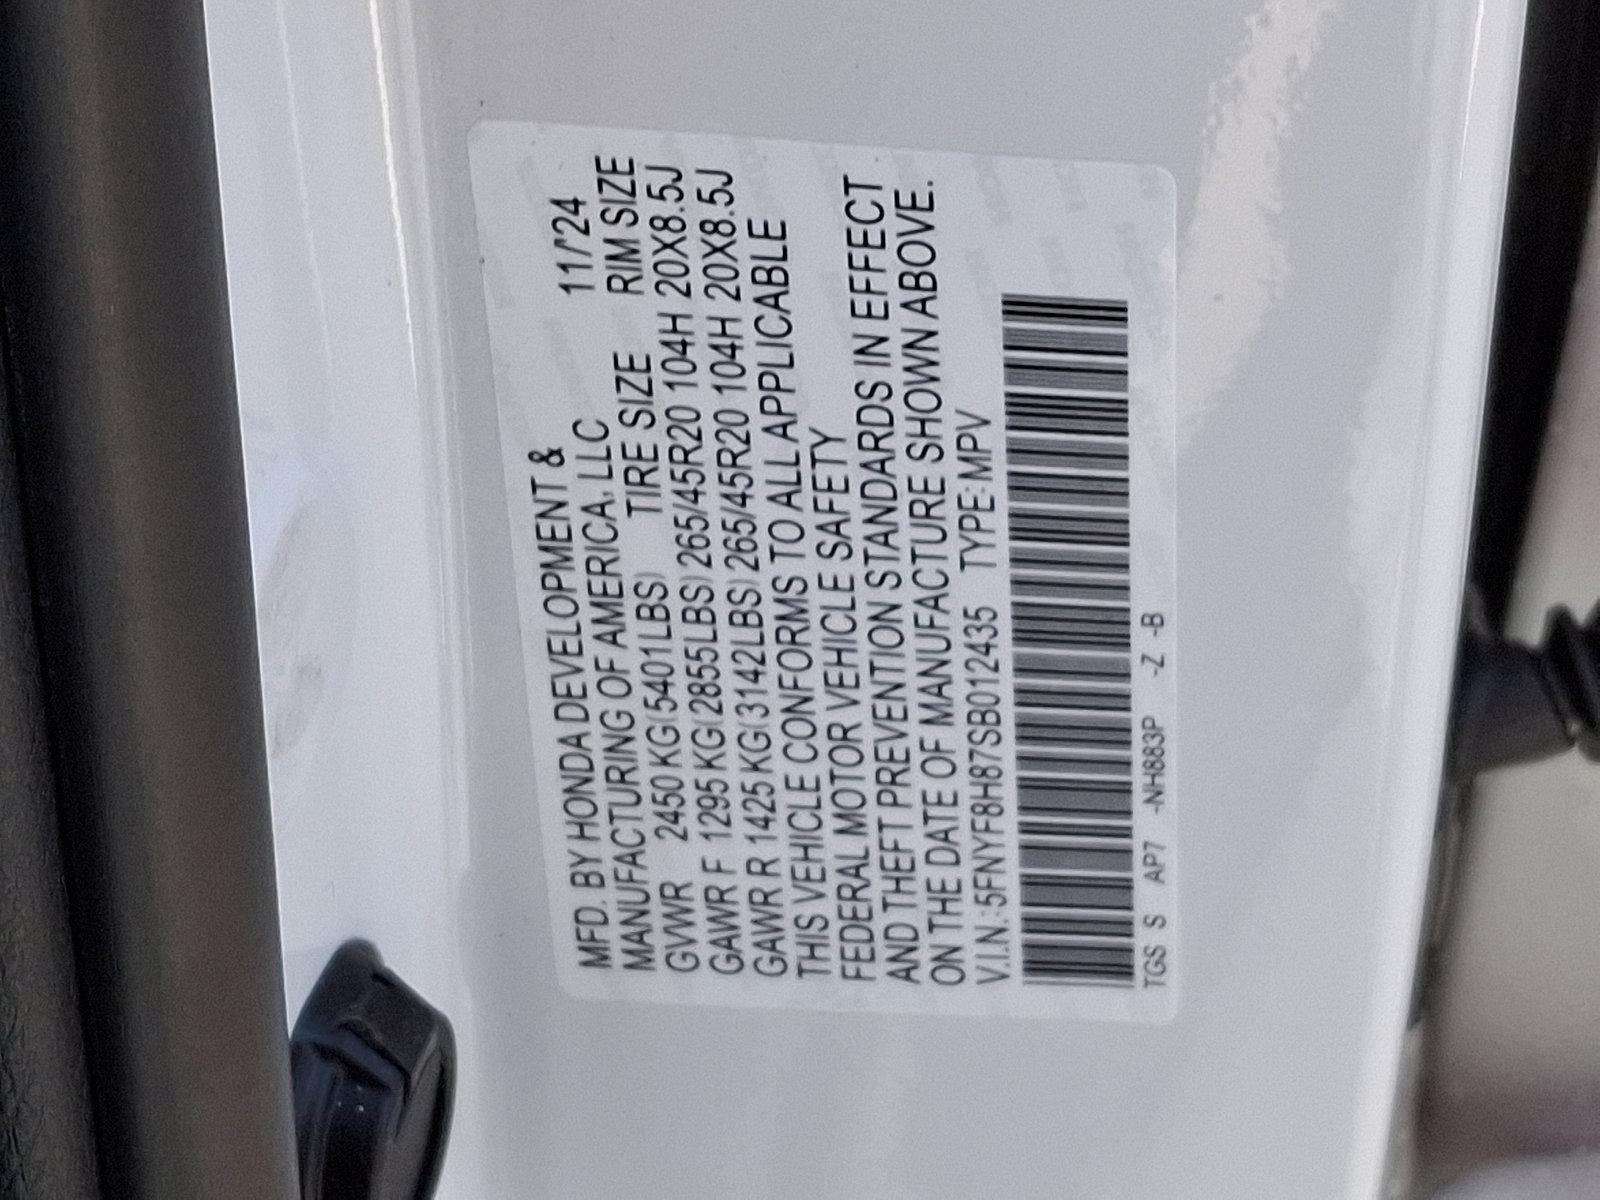 MFD. BY HONDA DEVELOPMENT & 11/'24
MANUFACTURING OF AMERICA, LLC RIM SIZE
GVWR 2450 KG(5401LBS) TIRE SIZE
GAWR F 1295 KG(2855LBS) 265/45R20 104H 20X8.5J
GAWR R 1425 KG(3142LBS) 265/45R20 104H 20X8.5J
THIS VEHICLE CONFORMS TO ALL APPLICABLE
FEDERAL MOTOR VEHICLE SAFETY
AND THEFT PREVENTION STANDARDS IN EFFECT
ON THE DATE OF MANUFACTURE SHOWN ABOVE.
V.I.N.:5FNYF8H87SB012435 TYPE:MPV
TGS S AP7 -NH883P -Z -B